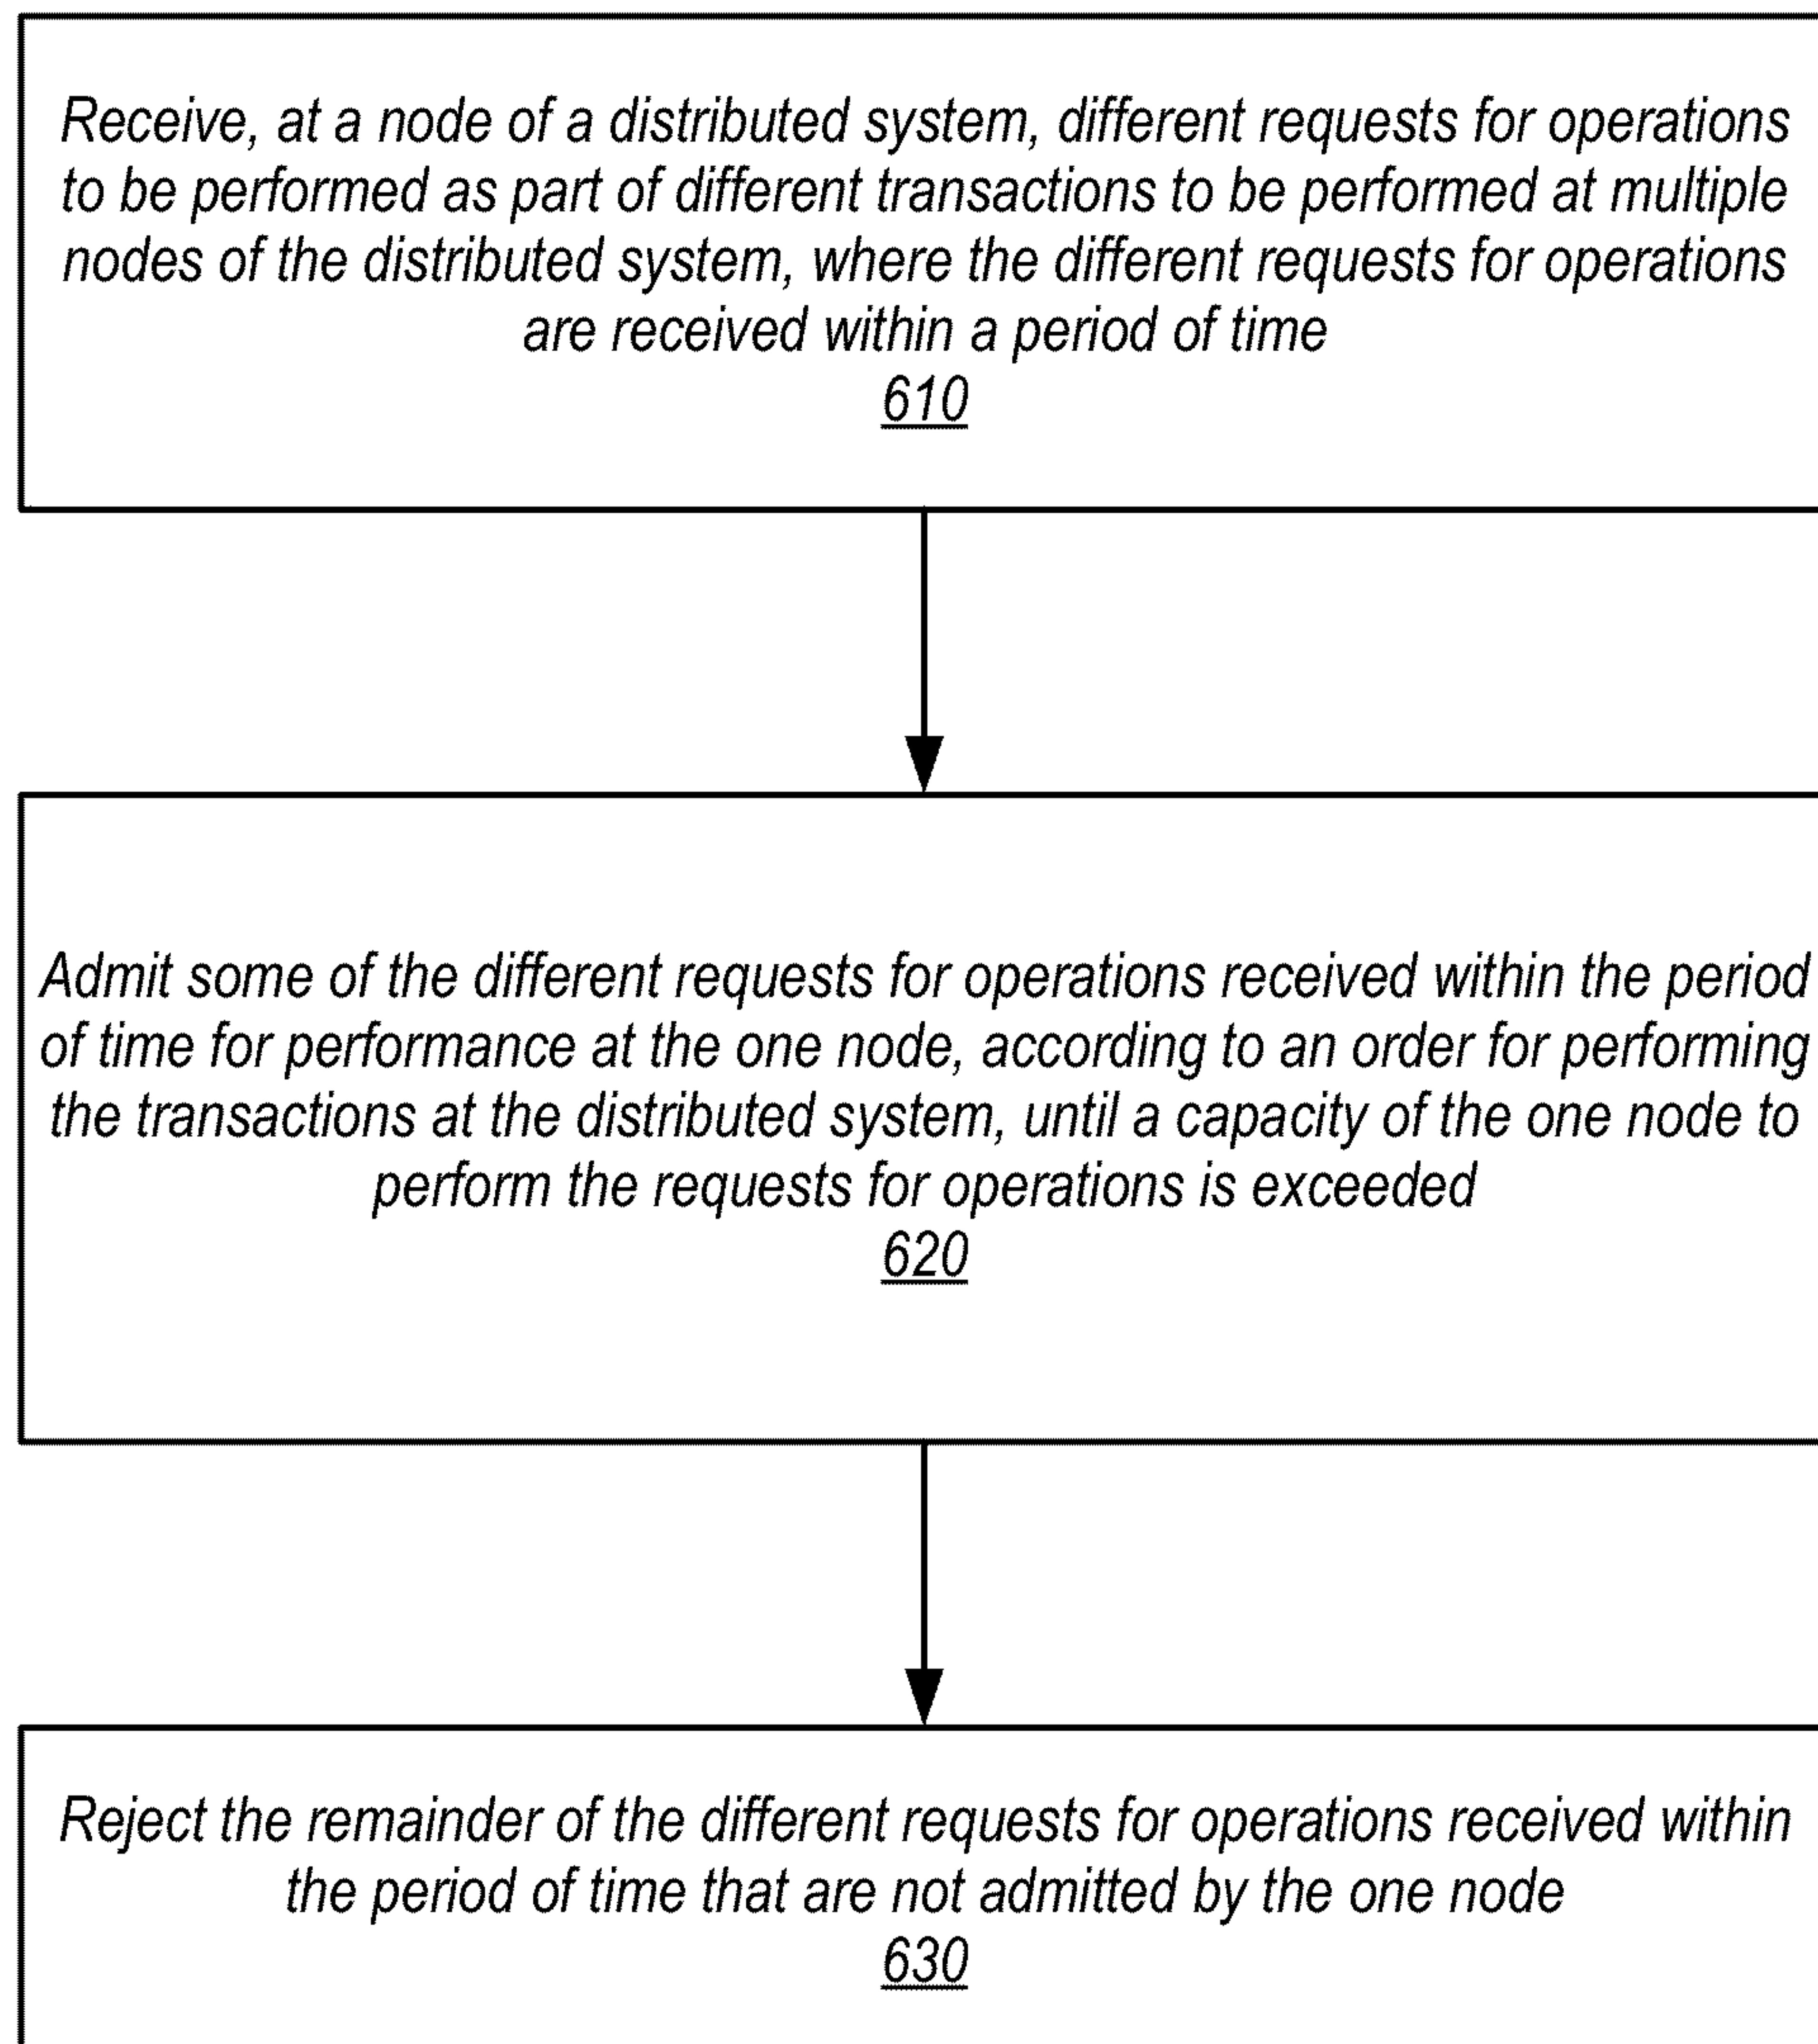 Receive, at a node of a distributed system, different requests for operations
to be performed as part of different transactions to be performed at multiple
nodes of the distributed system, where the different requests for operations
are received within a period of time
610
Admit some of the different requests for operations received within the period
of time for performance at the one node, according to an order for performing
the transactions at the distributed system, until a capacity of the one node to
perform the requests for operations is exceeded
620
Reject the remainder of the different requests for operations received within
the period of time that are not admitted by the one node
630